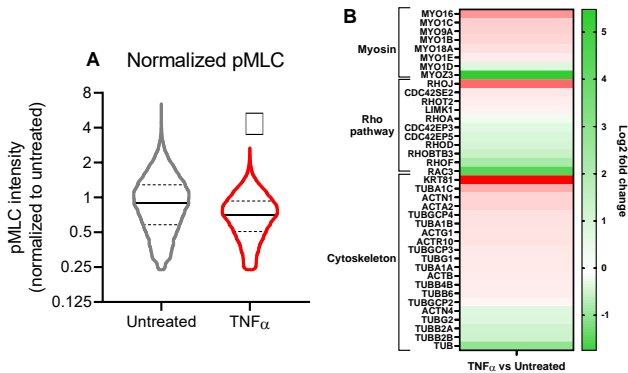 A
Normalized pMLC
pMLC intensity
(normalized to untreated)
8
4
2
1
0.5
0.25
0.125
Untreated
TNFα
B
Myosin
Rho
pathway
Cytoskeleton
MYO16
MYO1C
MYO9A
MYO1B
MYO18A
MYO1E
MYO1D
MYOZ3
RHOJ
CDC42SE2
RHOT2
LIMK1
RHOA
CDC42EP3
CDC42EP5
RHOD
RHOBTB3
RHOF
RAC3
KRT81
TUBA1C
ACTN1
ACTA2
TUBGCP4
TUBA1B
ACTG1
ACTR10
TUBGCP3
TUBG1
TUBA1A
ACTB
TUBB4B
TUBB6
TUBGCP2
ACTN4
TUBG2
TUBB2A
TUBB2B
TUB
TNFα vs Untreated
5
4
3
2
1
0
-1
Log2 fold change